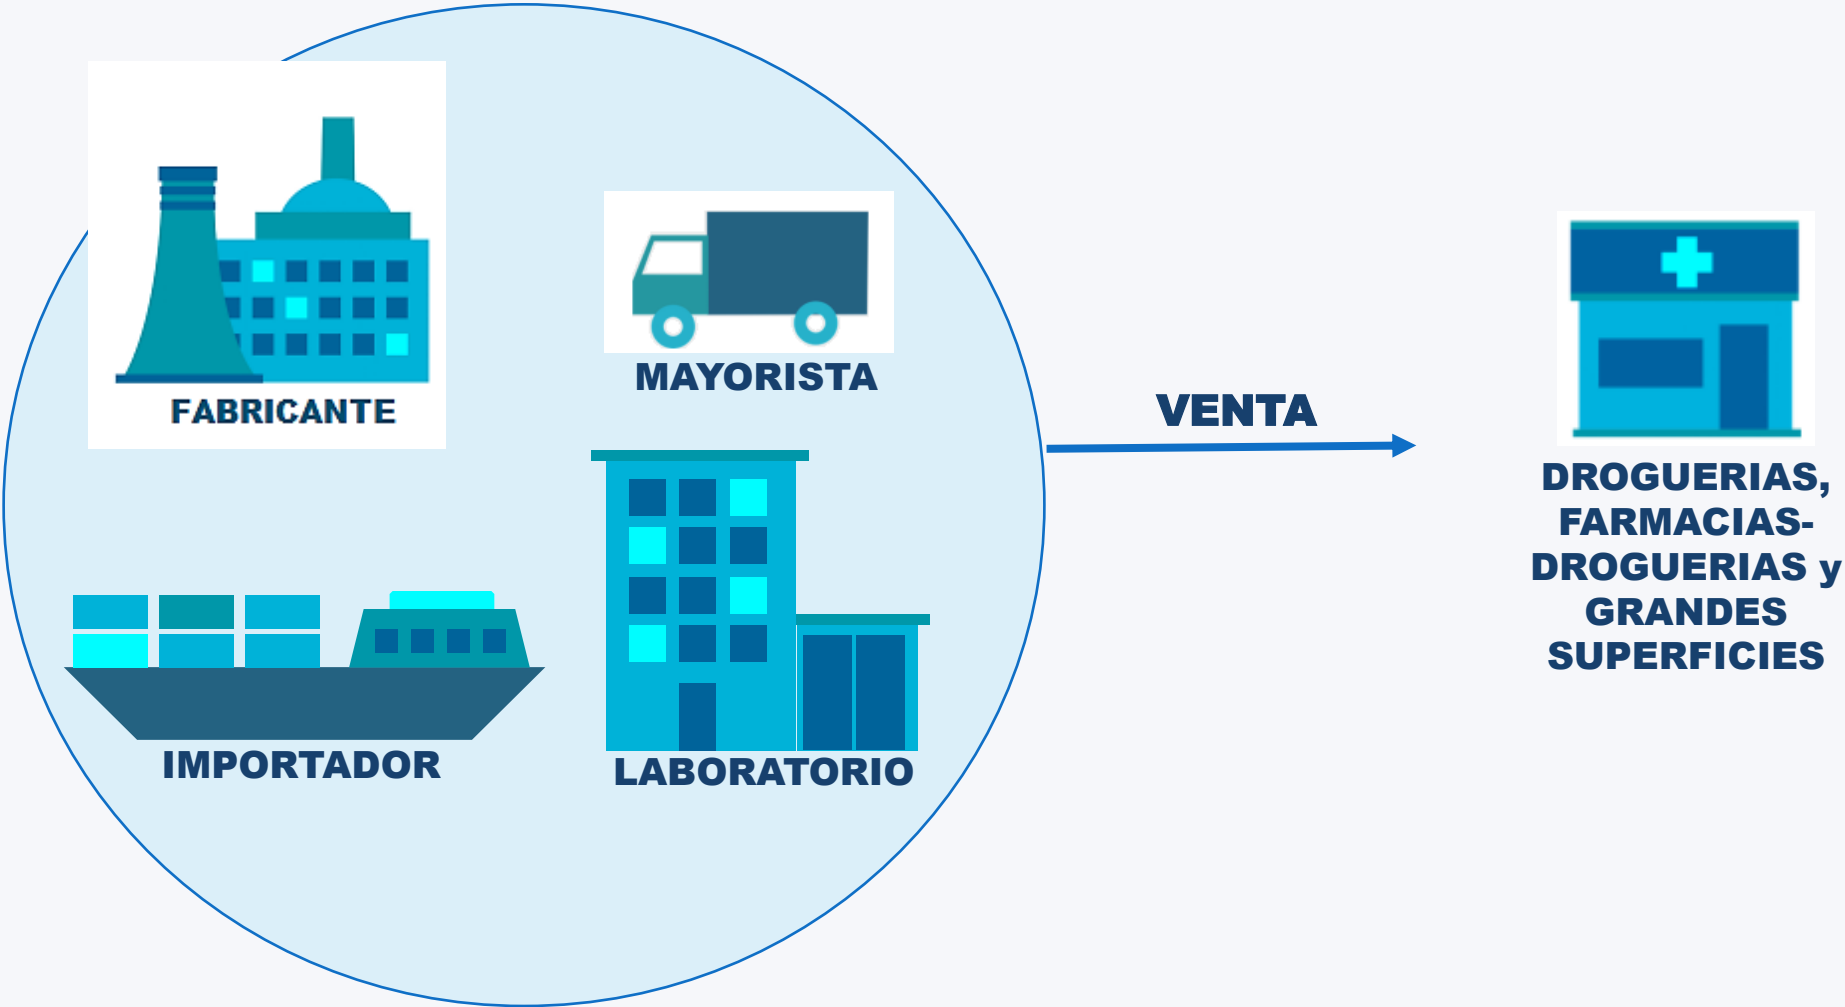 FABRICANTE
MAYORISTA
IMPORTADOR
LABORATORIO
VENTA
DROGUERIAS,
FARMACIAS-
DROGUERIAS y
GRANDES
SUPERFICIES